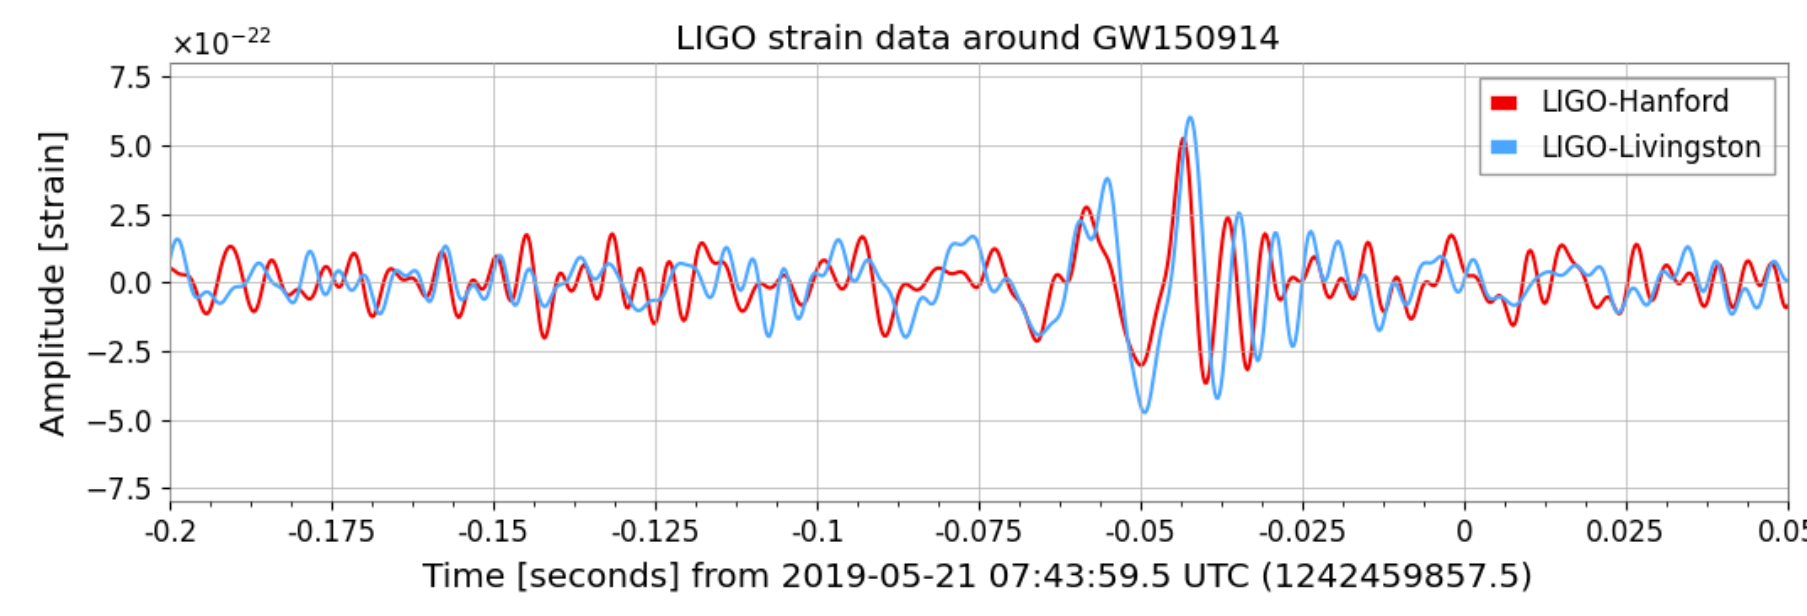 LIGO strain data around GW150914
×10⁻²²
7.5
5.0
2.5
0.0
−2.5
−5.0
−7.5
Amplitude [strain]
LIGO-Hanford
LIGO-Livingston
-0.2 -0.175 -0.15 -0.125 -0.1 -0.075 -0.05 -0.025 0 0.025 0.05
Time [seconds] from 2019-05-21 07:43:59.5 UTC (1242459857.5)